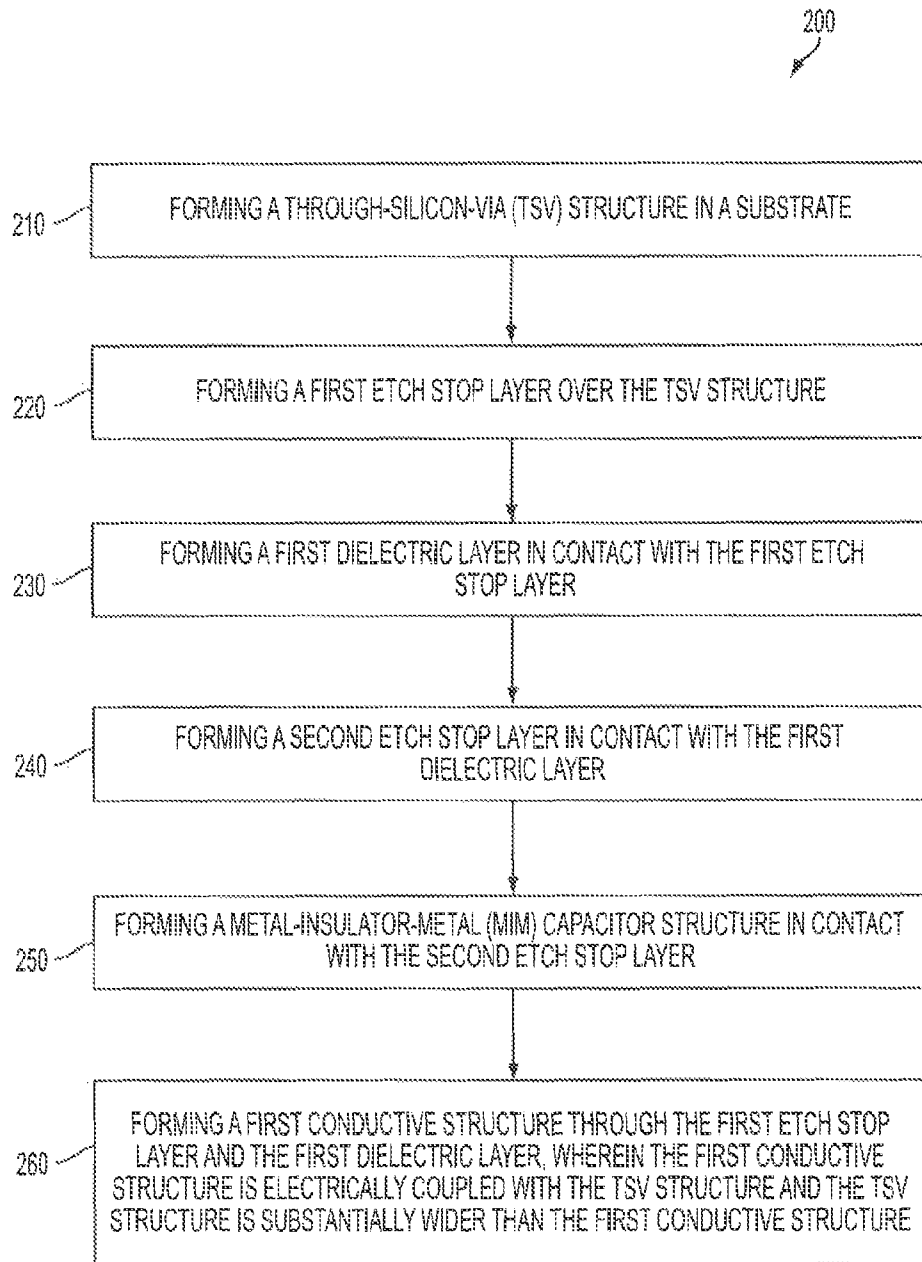 200
210
FORMING A THROUGH-SILICON-VIA (TSV) STRUCTURE IN A SUBSTRATE
220
FORMING A FIRST ETCH STOP LAYER OVER THE TSV STRUCTURE
230
FORMING A FIRST DIELECTRIC LAYER IN CONTACT WITH THE FIRST ETCH
STOP LAYER
240
FORMING A SECOND ETCH STOP LAYER IN CONTACT WITH THE FIRST
DIELECTRIC LAYER
250
FORMING A METAL-INSULATOR-METAL (MIM) CAPACITOR STRUCTURE IN CONTACT
WITH THE SECOND ETCH STOP LAYER
260
FORMING A FIRST CONDUCTIVE STRUCTURE THROUGH THE FIRST ETCH STOP
LAYER AND THE FIRST DIELECTRIC LAYER, WHEREIN THE FIRST CONDUCTIVE
STRUCTURE IS ELECTRICALLY COUPLED WITH THE TSV STRUCTURE AND THE TSV
STRUCTURE IS SUBSTANTIALLY WIDER THAN THE FIRST CONDUCTIVE STRUCTURE